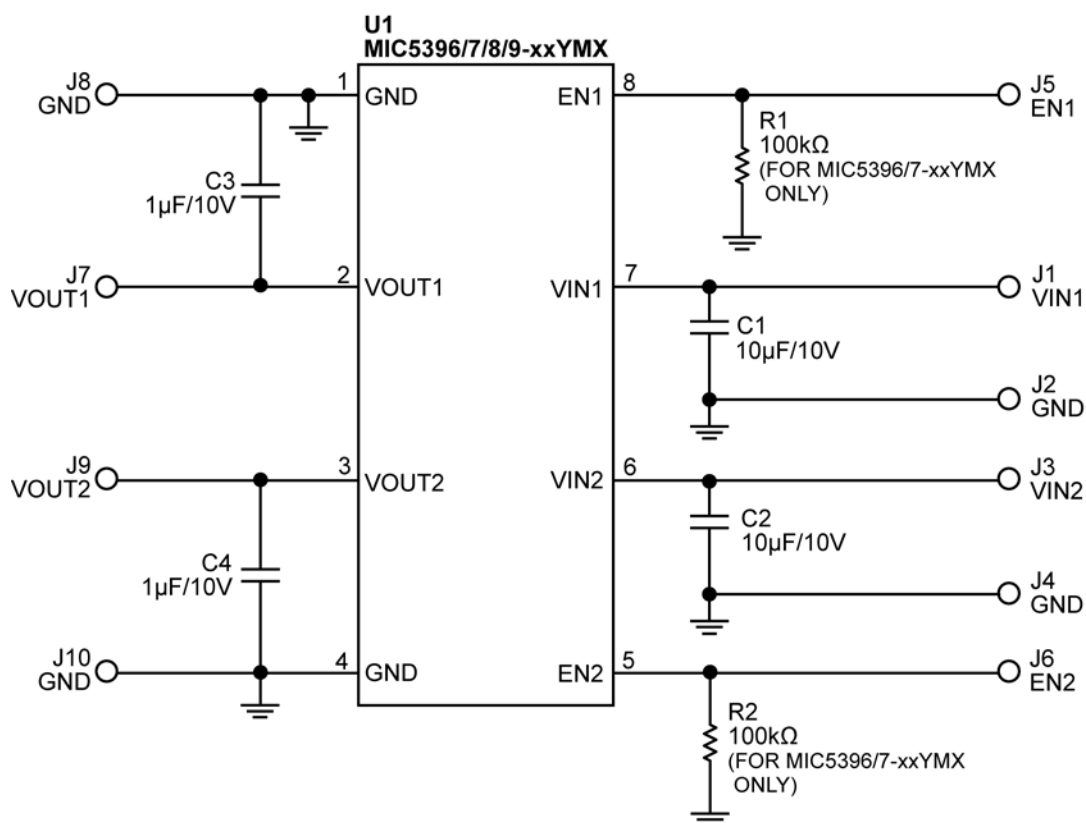 U1
MIC5396/7/8/9-xxYMX
J8
GND
1
GND
EN1
8
J5
EN1
R1
100kΩ
(FOR MIC5396/7-xxYMX
ONLY)
C3
1µF/10V
J7
VOUT1
2
VOUT1
VIN1
7
J1
VIN1
C1
10µF/10V
J2
GND
J9
VOUT2
3
VOUT2
VIN2
6
J3
VIN2
C2
10µF/10V
C4
1µF/10V
J4
GND
J10
GND
4
GND
EN2
5
J6
EN2
R2
100kΩ
(FOR MIC5396/7-xxYMX
ONLY)